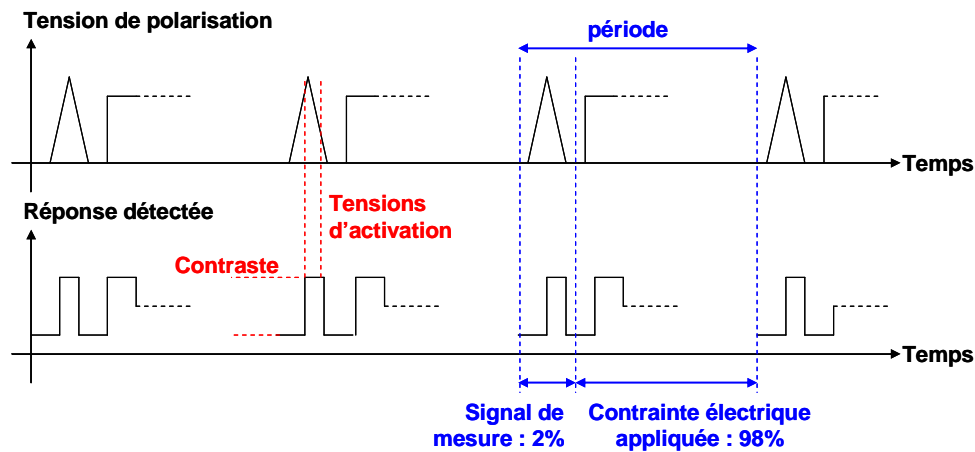 Tension de polarisation
période
Temps
Réponse détectée
Tensions
d’activation
Contraste
Temps
Signal de
mesure : 2%
Contrainte électrique
appliquée : 98%